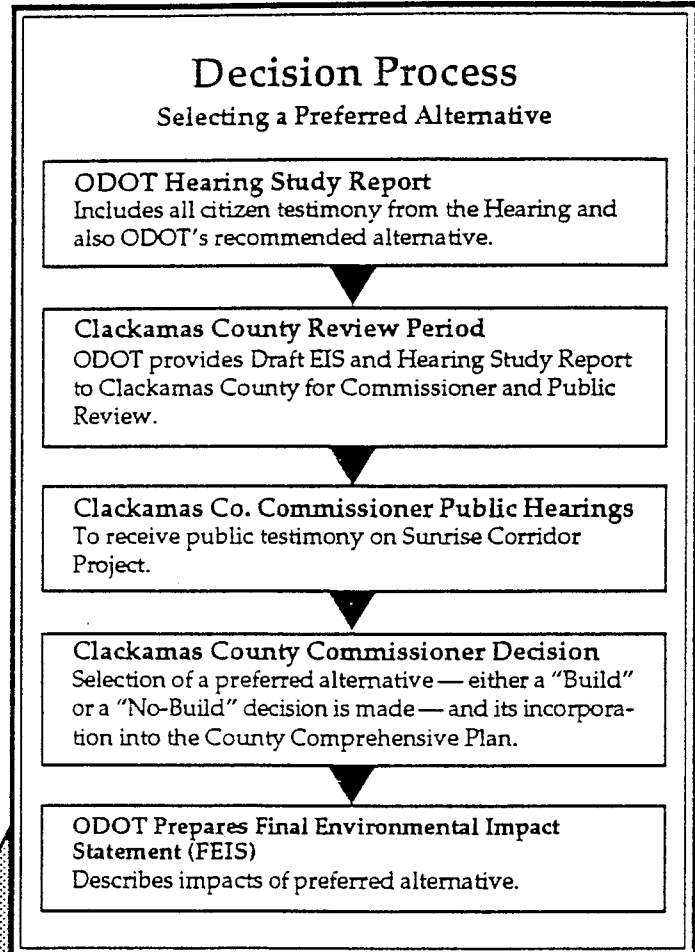 Decision Process
Selecting a Preferred Alternative
ODOT Hearing Study Report
Includes all citizen testimony from the Hearing and
also ODOT's recommended alternative.
Clackamas County Review Period
ODOT provides Draft EIS and Hearing Study Report
to Clackamas County for Commissioner and Public
Review.
Clackamas Co. Commissioner Public Hearings
To receive public testimony on Sunrise Corridor
Project.
Clackamas County Commissioner Decision
Selection of a preferred alternative — either a "Build"
or a "No-Build" decision is made — and its incorpora-
tion into the County Comprehensive Plan.
ODOT Prepares Final Environmental Impact
Statement (FEIS)
Describes impacts of preferred alternative.